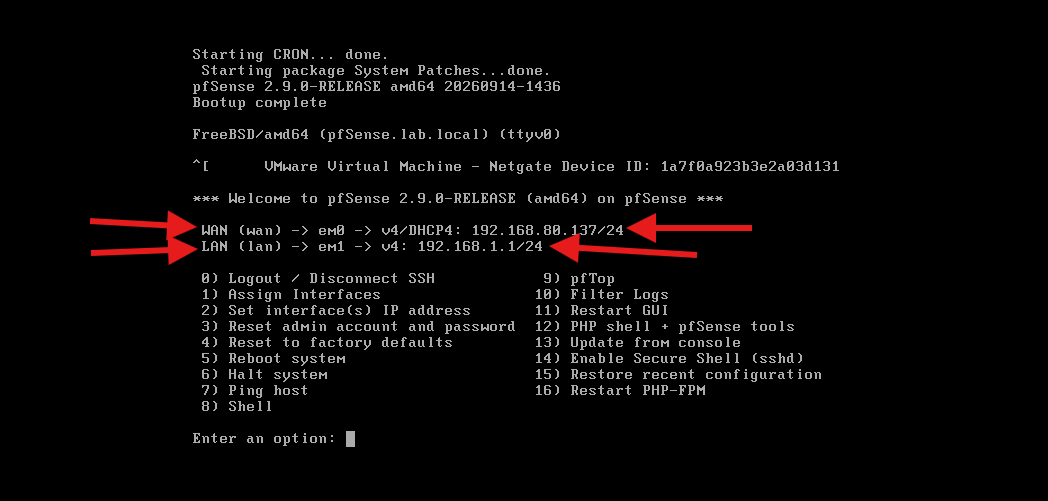 Starting CRON... done.
Starting package System Patches...done.
pfSense 2.9.0-RELEASE amd64 20260914-1436
Bootup complete
FreeBSD/amd64 (pfSense.lab.local) (ttyv0)
^[ VMware Virtual Machine - Netgate Device ID: 1a7f0a923b3e2a03d131
*** Welcome to pfSense 2.9.0-RELEASE (amd64) on pfSense ***
WAN (wan) -> em0 -> v4/DHCP4: 192.168.80.137/24
LAN (lan) -> em1 -> v4: 192.168.1.1/24
0) Logout / Disconnect SSH 9) pfTop
1) Assign Interfaces 10) Filter Logs
2) Set interface(s) IP address 11) Restart GUI
3) Reset admin account and password 12) PHP shell + pfSense tools
4) Reset to factory defaults 13) Update from console
5) Reboot system 14) Enable Secure Shell (sshd)
6) Halt system 15) Restore recent configuration
7) Ping host 16) Restart PHP-FPM
8) Shell
Enter an option: